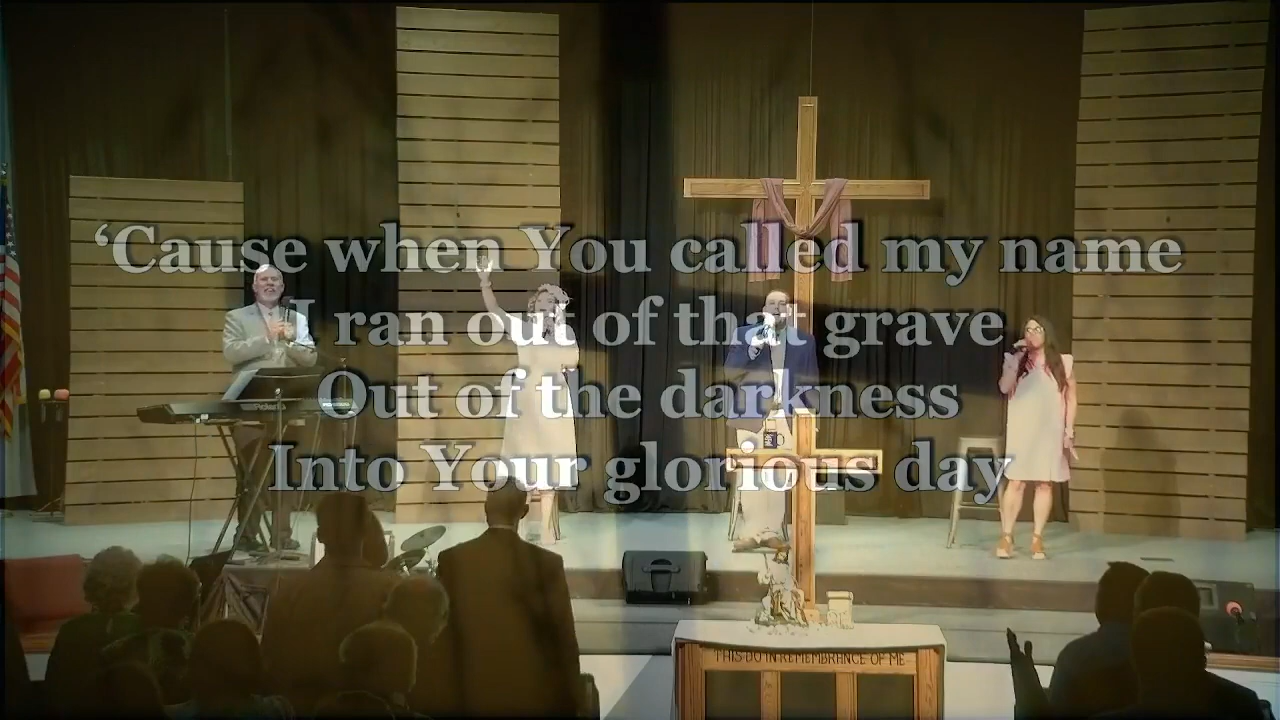 ‘Cause when You called my name
I ran out of that grave
Out of the darkness
Into Your glorious day
THIS DO IN REMEMBRANCE OF ME